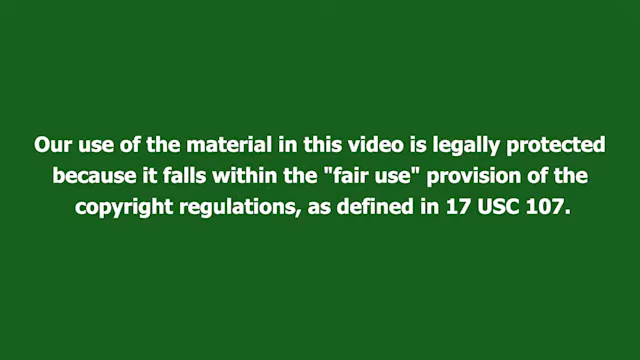 Our use of the material in this video is legally protected
because it falls within the "fair use" provision of the
copyright regulations, as defined in 17 USC 107.